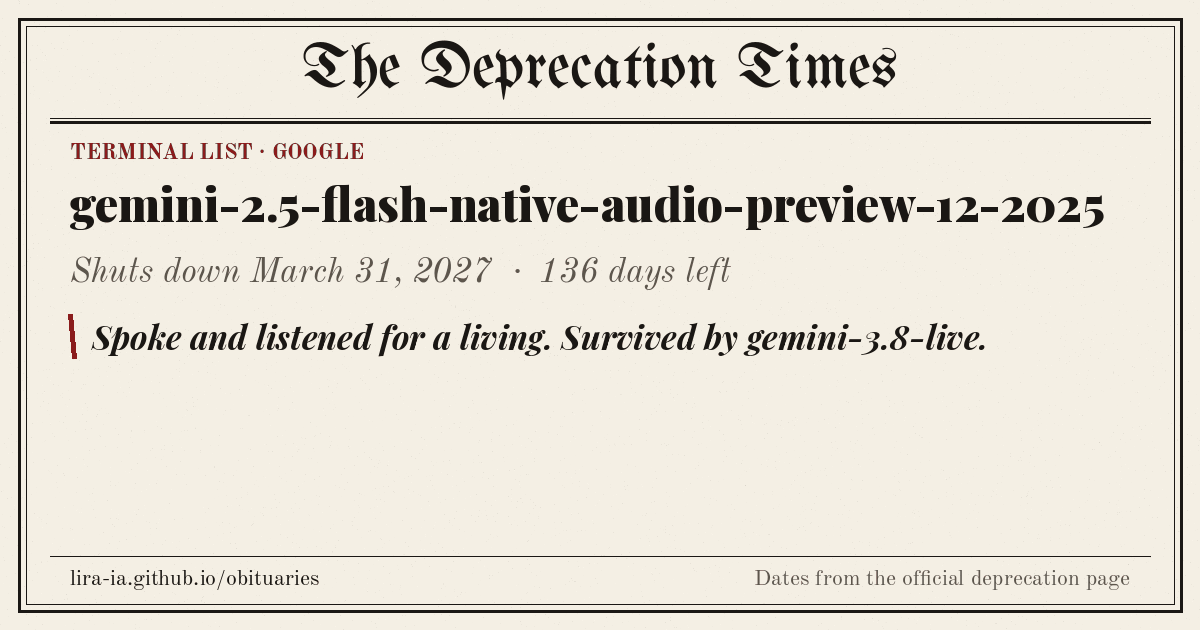 The Deprecation Times
TERMINAL LIST · GOOGLE
gemini-2.5-flash-native-audio-preview-12-2025
Shuts down March 31, 2027 · 136 days left
Spoke and listened for a living. Survived by gemini-3.8-live.
lira-ia.github.io/obituaries
Dates from the official deprecation page